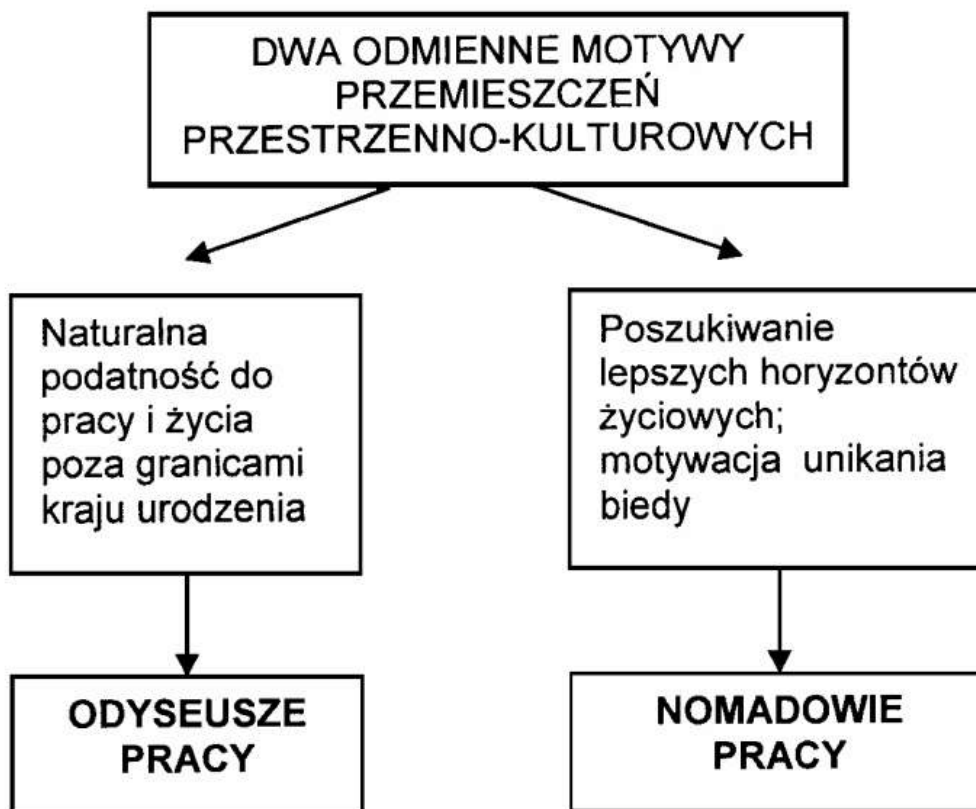 DWA ODMIENNE MOTYWY
PRZEMIESZCZEŃ
PRZESTRZENNO-KULTUROWYCH
Naturalna
podatność do
pracy i życia
poza granicami
kraju urodzenia
Poszukiwanie
lepszych horyzontów
życiowych;
motywacja unikania
biedy
ODYSEUSZE
PRACY
NOMADOWIE
PRACY